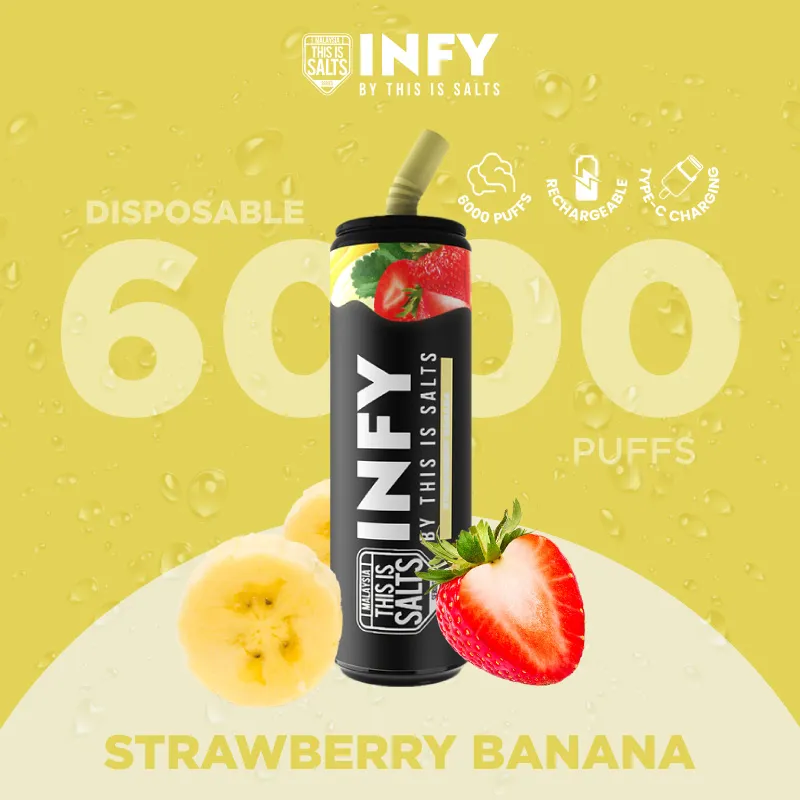 [ MALAYSIA ]
THIS IS
SALTS
INFY
BY THIS IS SALTS
6000 PUFFS
RECHARGEABLE
TYPE-C CHARGING
DISPOSABLE
6000
PUFFS
INFY
BY THIS IS SALTS
[ MALAYSIA ]
THIS IS
SALTS
STRAWBERRY BANANA